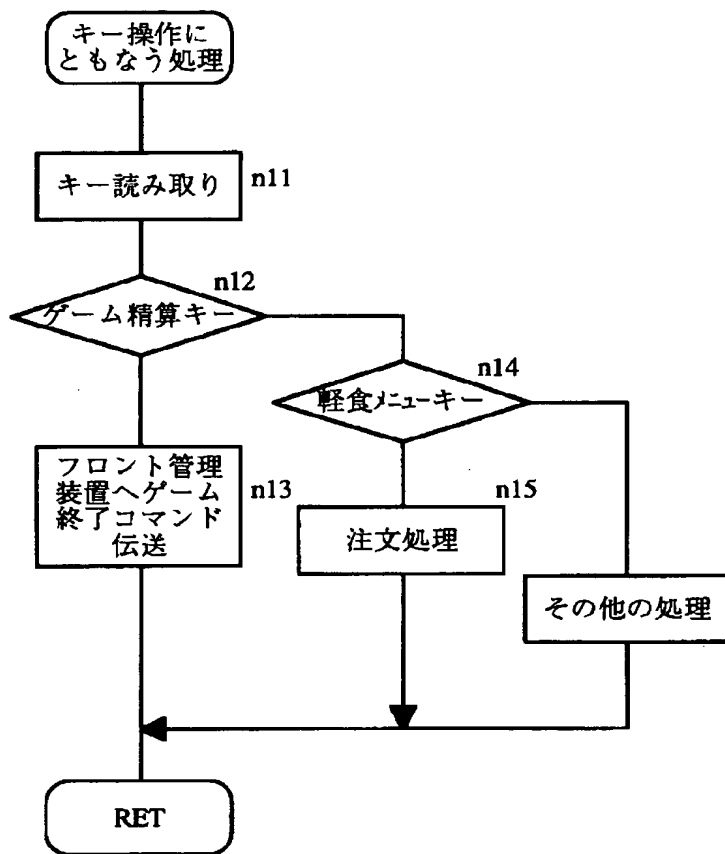 キー操作に
ともなう処理
キー読み取り
n11
n12
ゲーム精算キー
n14
軽食メニューキー
フロント管理
装置へゲーム
終了コマンド
伝送
n13
n15
注文処理
その他の処理
RET